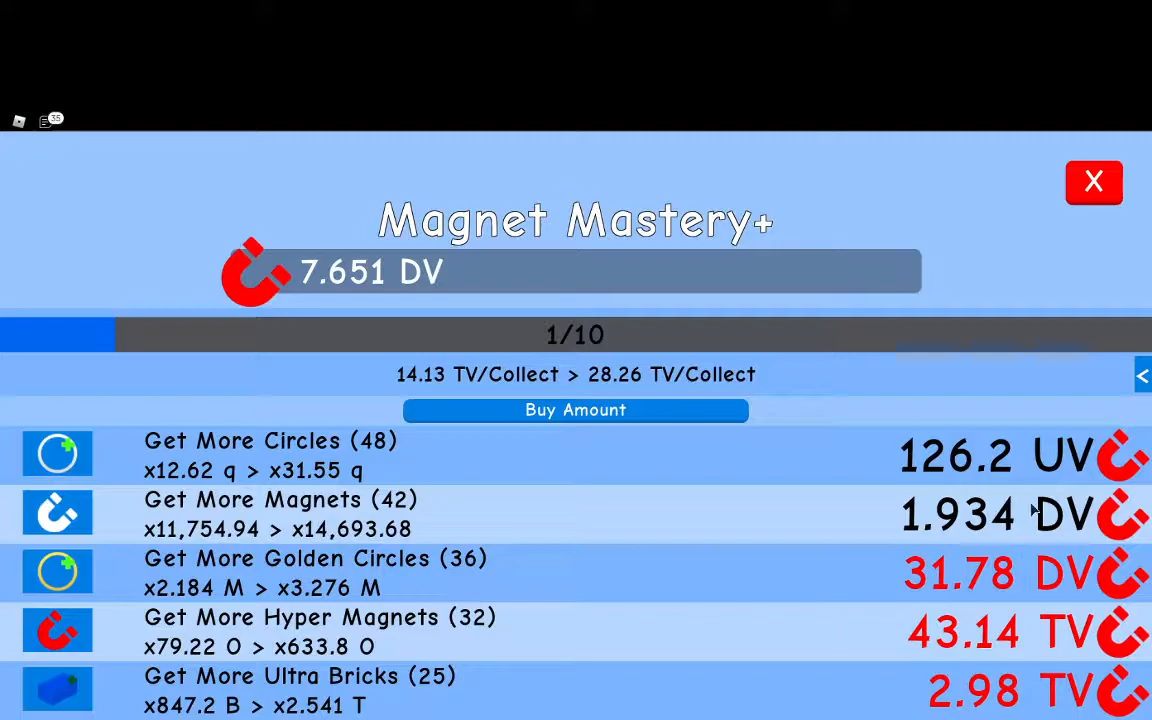 35
X
Magnet Mastery+
7.651 DV
1/10
14.13 TV/Collect > 28.26 TV/Collect
<
Buy Amount
Get More Circles (48)
x12.62 q > x31.55 q
126.2 UV
Get More Magnets (42)
x11,754.94 > x14,693.68
1.934 DV
Get More Golden Circles (36)
x2.184 M > x3.276 M
31.78 DV
Get More Hyper Magnets (32)
x79.22 O > x633.8 O
43.14 TV
Get More Ultra Bricks (25)
x847.2 B > x2.541 T
2.98 TV